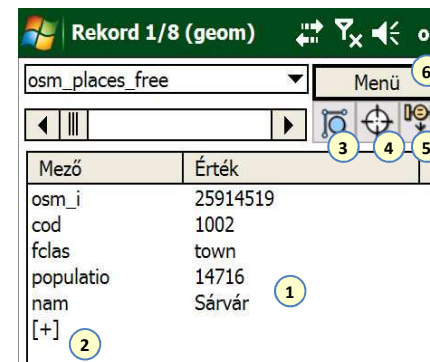 Rekord 1/8 (geom)
osm_places_free
Menü
6
3
4
5
Mező Érték
osm_i 25914519
cod 1002
fclas town
populatio 14716
nam Sárvár
1
[+]
2